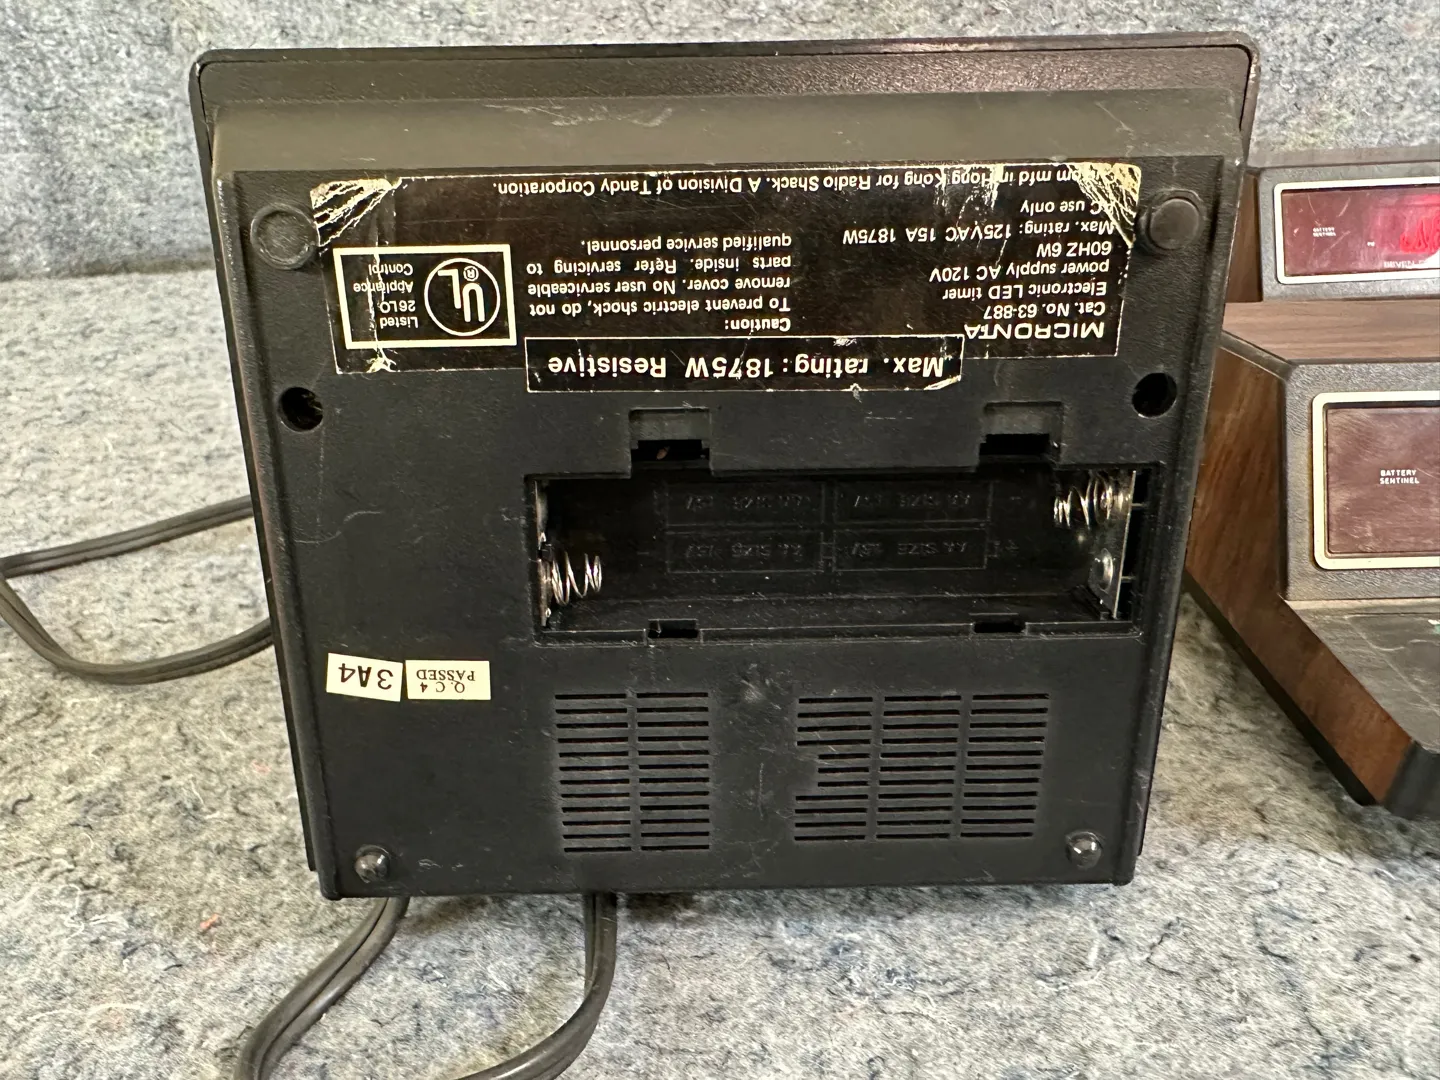 MICRONTA
Cat. No. 63-887
Electronic LED timer
power supply AC 120V
60HZ 6W
Max. rating: 125VAC 15A 1875W
AC use only
Custom mfd in Hong Kong for Radio Shack. A Division of Tandy Corporation.
Max. rating: 1875W Resistive
Caution:
To prevent electric shock, do not
remove cover. No user serviceable
parts inside. Refer servicing to
qualified service personnel.
UL ®
Listed
26LO
Appliance
Control
AA SIZE 1.5V
AA SIZE 1.5V
AA SIZE 1.5V
AA SIZE 1.5V
Q.C 4
PASSED
3A4
BATTERY
SENTINEL
BATTERY
SENTINEL